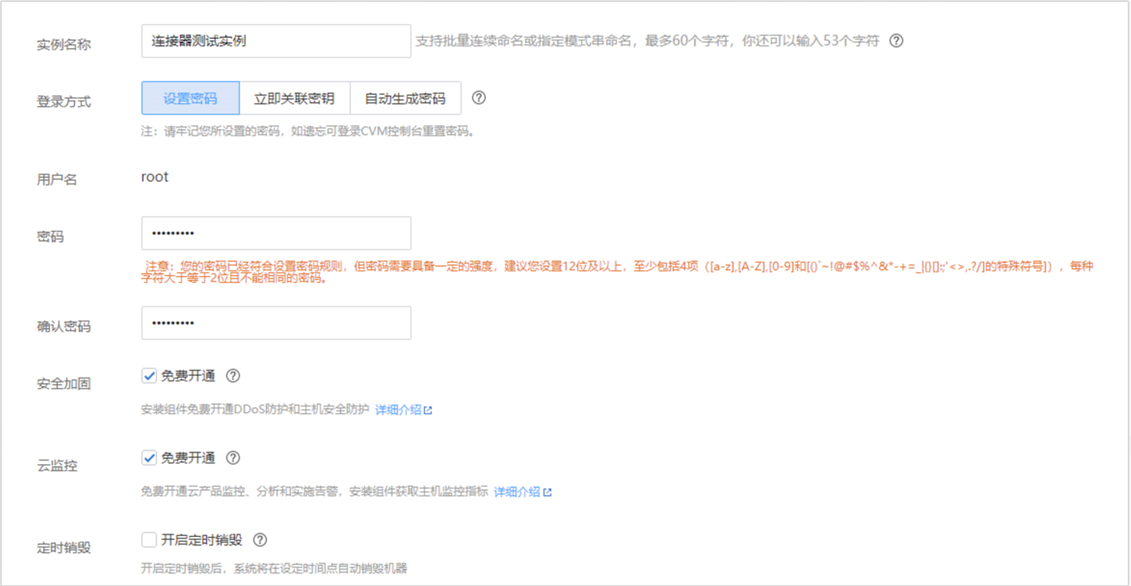 实例名称 连接器测试实例 支持批量连续命名或指定模式串命名，最多60个字符，你还可以输入53个字符
登录方式 设置密码 立即关联密钥 自动生成密码
注：请牢记您所设置的密码，如遗忘可登录CVM控制台重置密码。
用户名 root
密码 •••••••••
注意：您的密码已经符合设置密码规则，但密码需要具备一定的强度，建议您设置12位及以上，至少包括4项（[a-z],[A-Z],[0-9]和[()`~!@#$%^&*-+=_|{}[]:;'<>,.?/]的特殊符号]），每种
字符大于等于2位且不能相同的密码。
确认密码 •••••••••
安全加固 免费开通
安装组件免费开通DDoS防护和主机安全防护 详细介绍
云监控 免费开通
免费开通云产品监控、分析和实施告警，安装组件获取主机监控指标 详细介绍
定时销毁 开启定时销毁
开启定时销毁后，系统将在设定时间点自动销毁机器